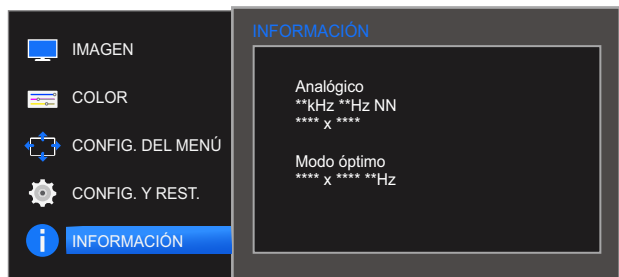 IMAGEN
COLOR
CONFIG. DEL MENÚ
CONFIG. Y REST.
INFORMACIÓN
INFORMACIÓN
Analógico
**kHz **Hz NN
**** x ****
Modo óptimo
**** x **** **Hz